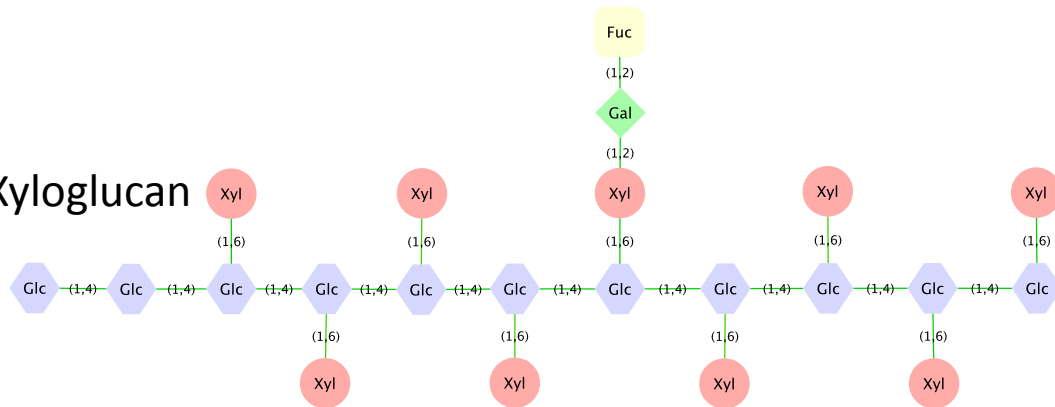 Fuc
(1,2)
Gal
(1,2)
Xyloglucan Xyl Xyl Xyl Xyl Xyl
(1,6) (1,6) (1,6) (1,6) (1,6)
Glc (1,4) Glc (1,4) Glc (1,4) Glc (1,4) Glc (1,4) Glc (1,4) Glc (1,4) Glc (1,4) Glc (1,4) Glc (1,4) Glc
(1,6) (1,6) (1,6) (1,6)
Xyl Xyl Xyl Xyl